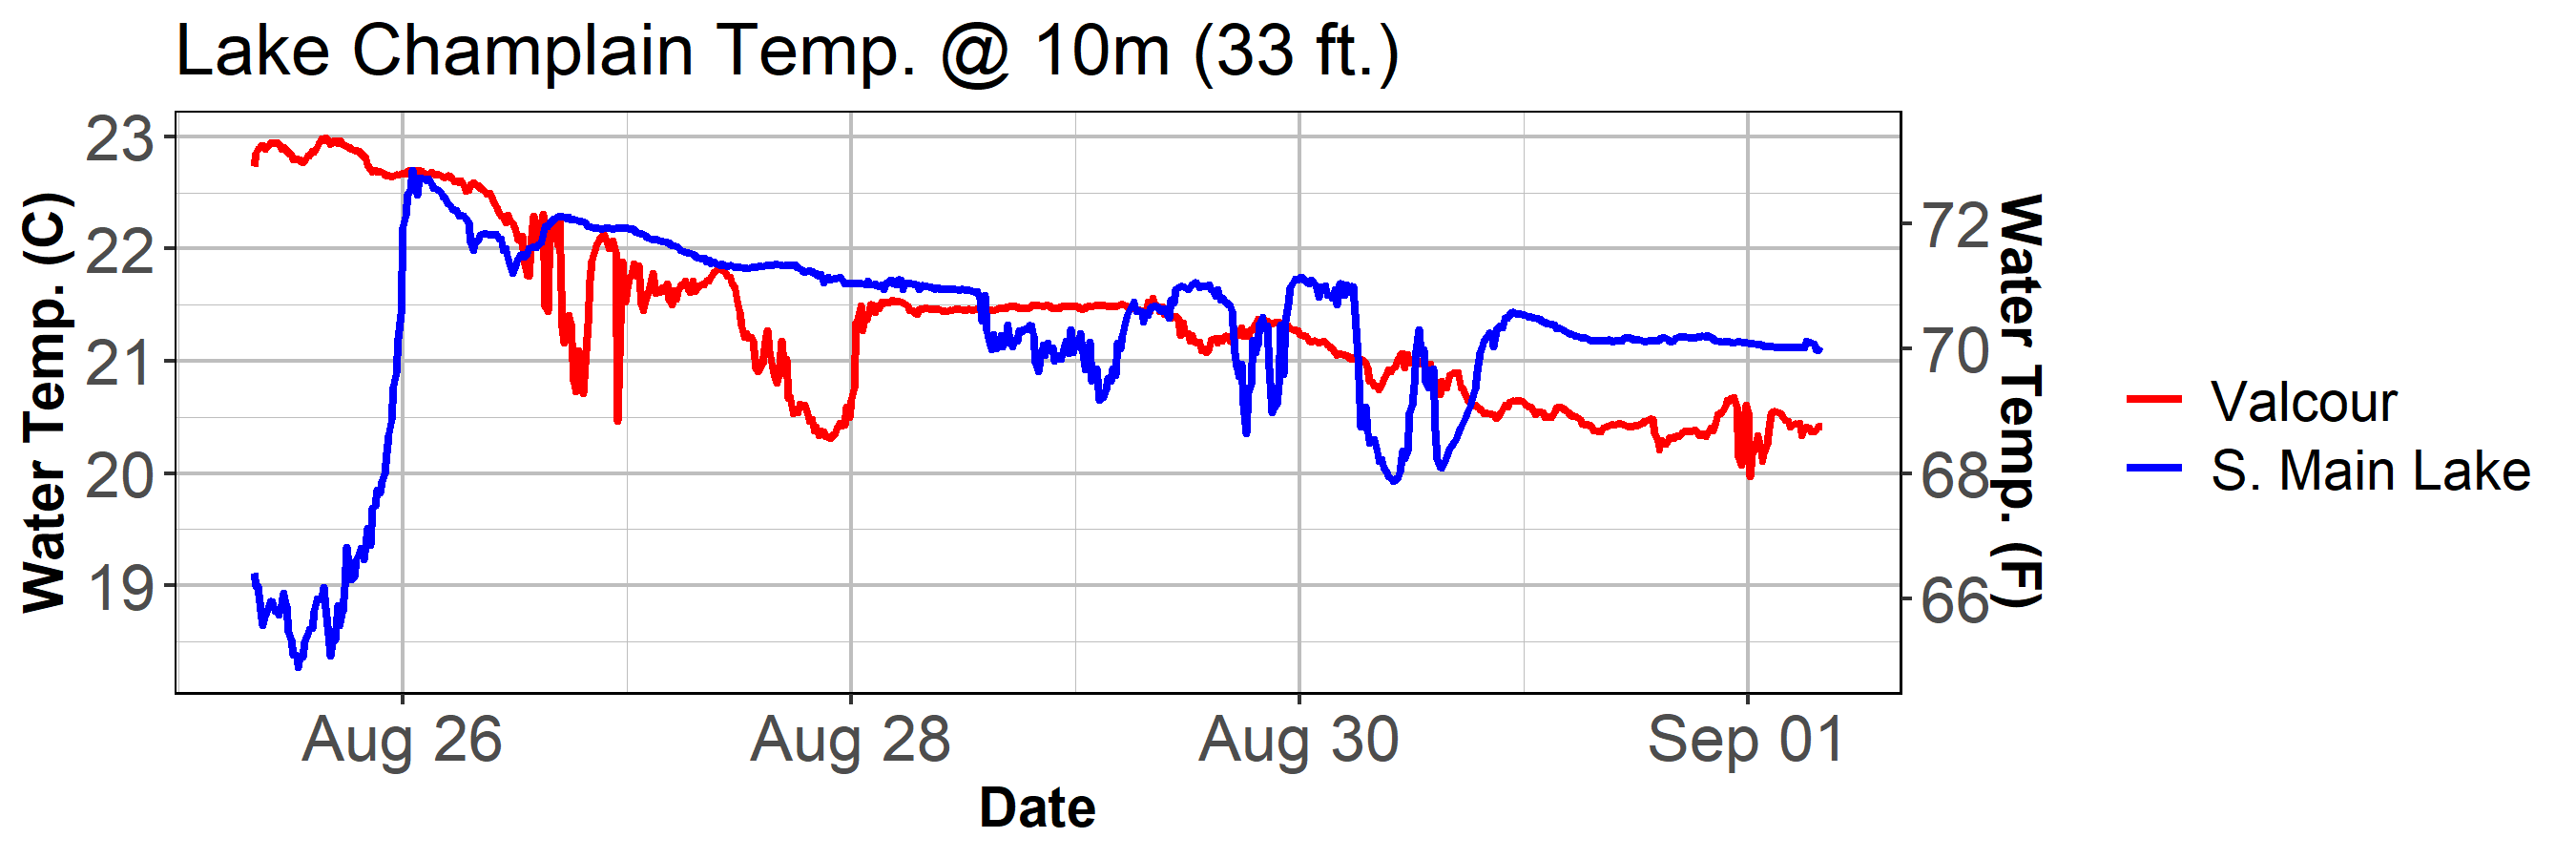 Lake Champlain Temp. @ 10m (33 ft.)
Water Temp. (C)
23
22
21
20
19
72
70
68
66
Water Temp. (F)
Aug 26
Aug 28
Aug 30
Sep 01
Date
Valcour
S. Main Lake